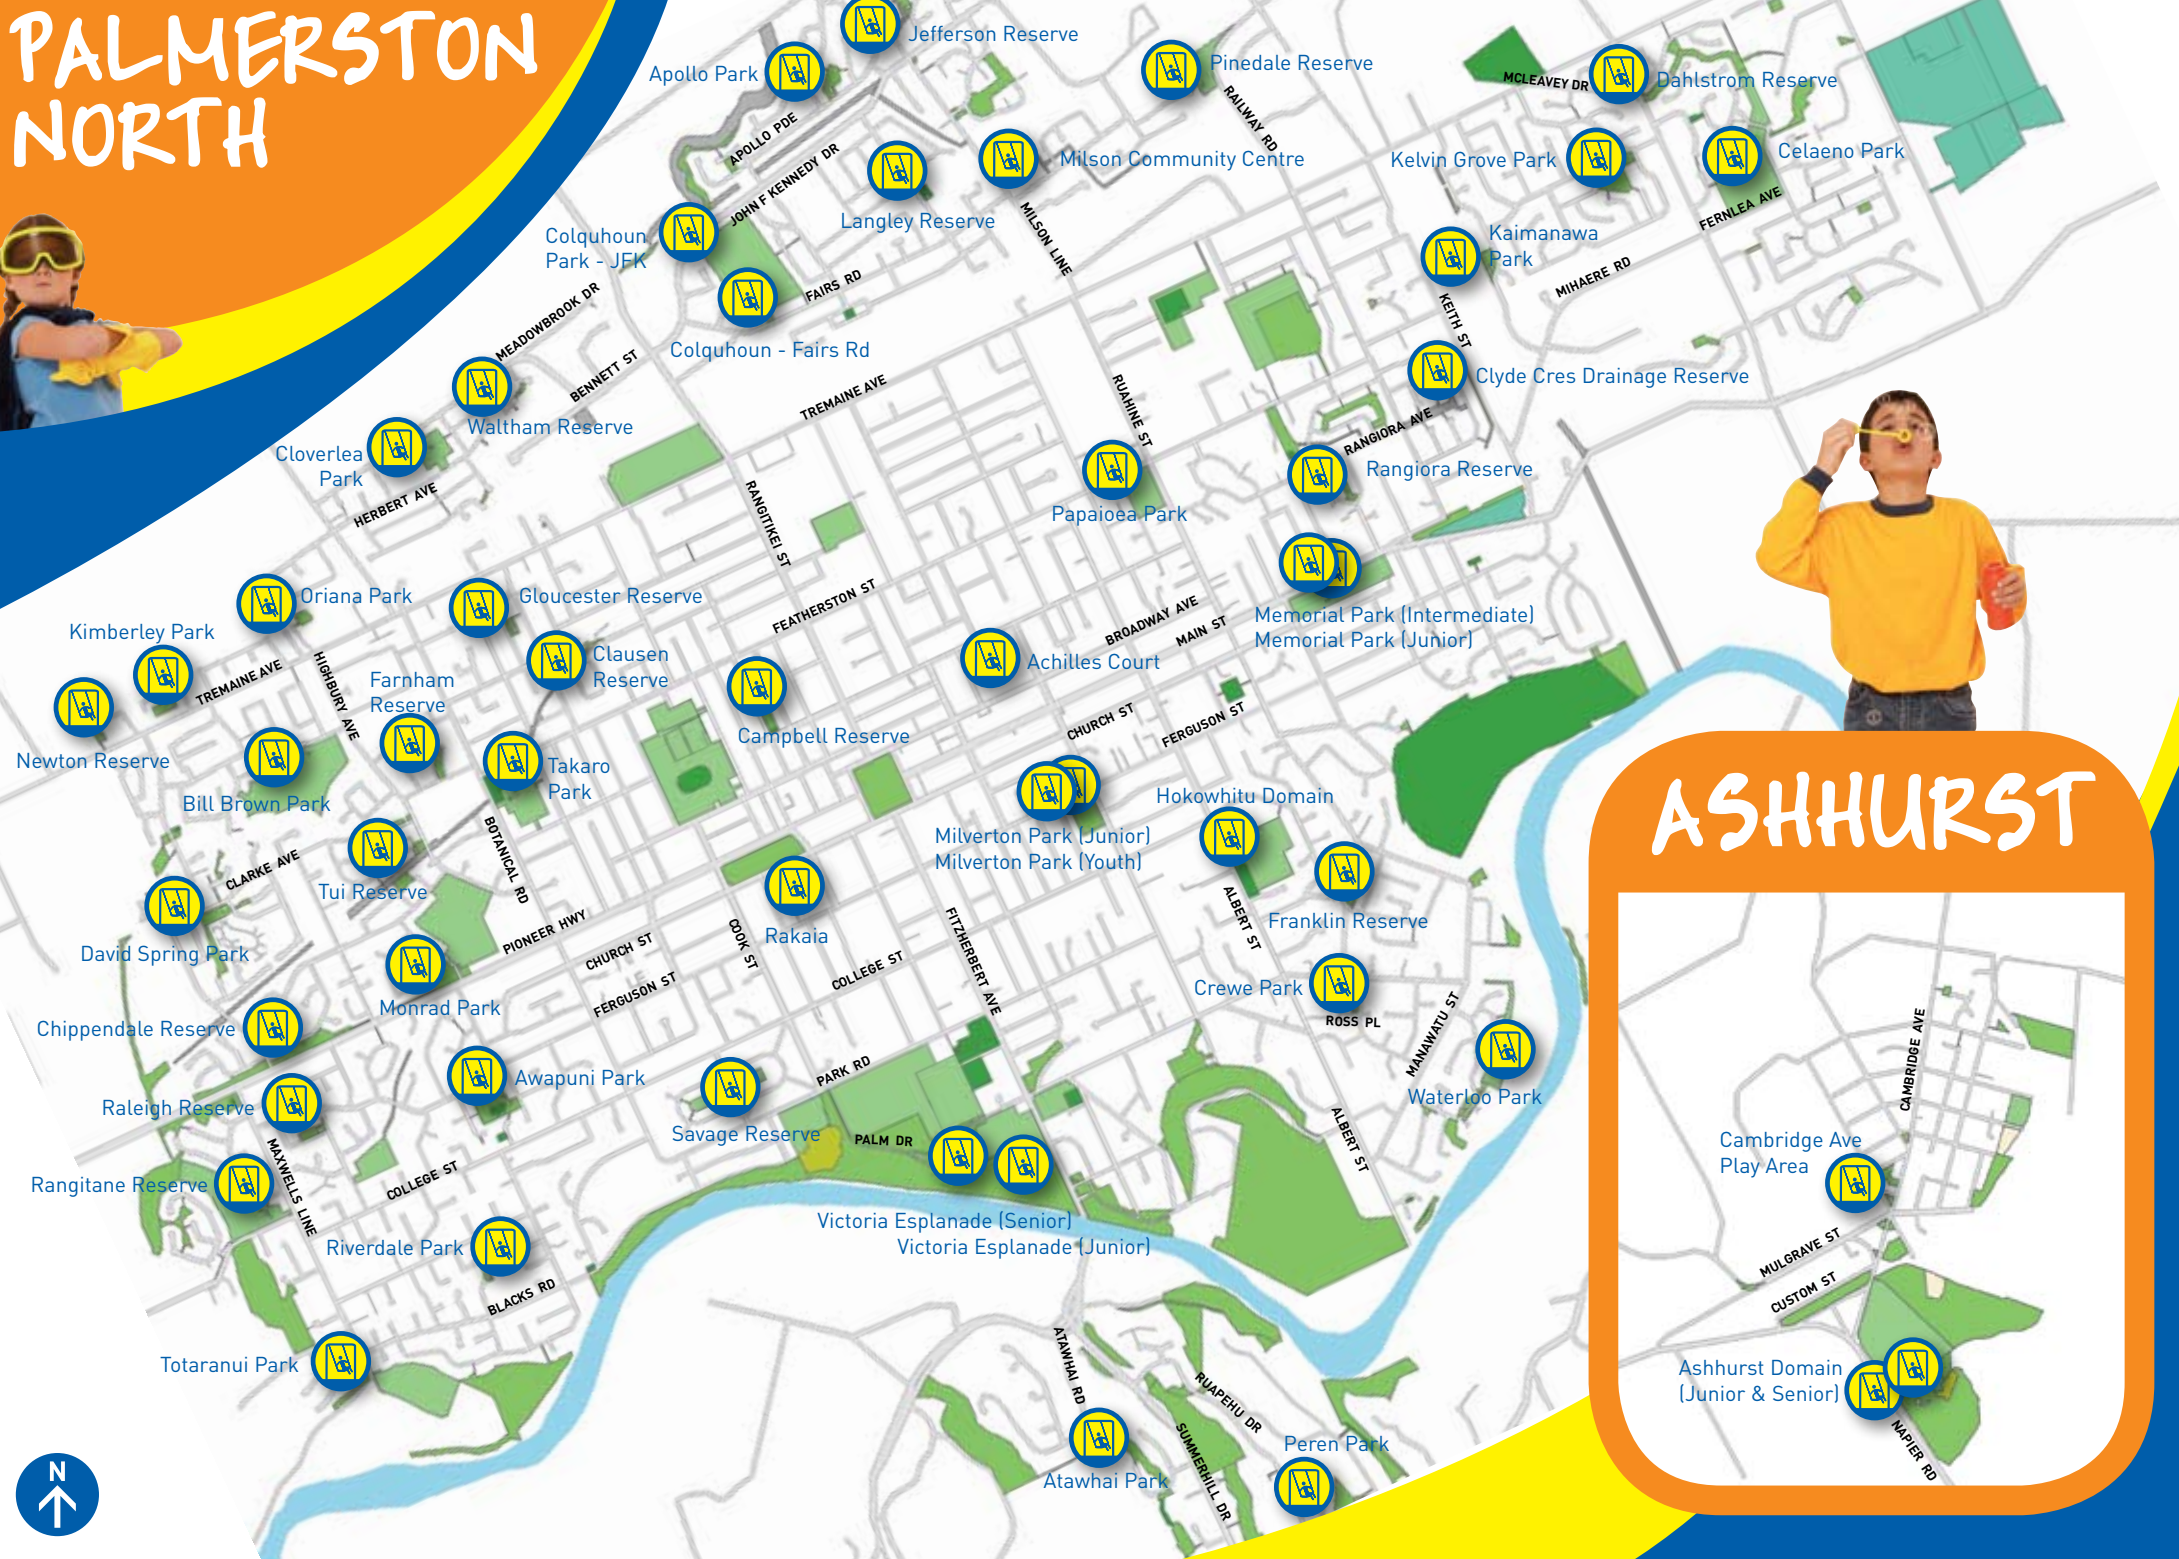 PALMERSTON
NORTH
Jefferson Reserve
Apollo Park
Pinedale Reserve
MCLEAVEY DR
Dahlstrom Reserve
RAILWAY RD
APOLLO PDE
JOHN F KENNEDY DR
Milson Community Centre
Kelvin Grove Park
Celaeno Park
FERNLEA AVE
Langley Reserve
MILSON LINE
Colquhoun
Park - JFK
Kaimanawa
Park
MIHAERE RD
FAIRS RD
MEADOWBROOK DR
KEITH ST
Colquhoun - Fairs Rd
BENNETT ST
TREMAINE AVE
RUAHINE ST
Clyde Cres Drainage Reserve
RANGIORA AVE
Waltham Reserve
Cloverlea
Park
HERBERT AVE
Rangiora Reserve
RANGITIKEI ST
Papaioea Park
Oriana Park
Gloucester Reserve
FEATHERSTON ST
BROADWAY AVE
MAIN ST
Memorial Park (Intermediate)
Memorial Park (Junior)
Kimberley Park
TREMAINE AVE
HIGHBURY AVE
Farnham
Reserve
Clausen
Reserve
Achilles Court
Newton Reserve
Campbell Reserve
CHURCH ST
FERGUSON ST
Bill Brown Park
Takaro
Park
Hokowhitu Domain
Milverton Park (Junior)
Milverton Park (Youth)
BOTANICAL RD
CLARKE AVE
Tui Reserve
ALBERT ST
Franklin Reserve
David Spring Park
PIONEER HWY
CHURCH ST
COOK ST
Rakaia
FITZHERBERT AVE
COLLEGE ST
FERGUSON ST
Crewe Park
ROSS PL
MANAWATU ST
Monrad Park
Chippendale Reserve
Awapuni Park
PARK RD
Waterloo Park
Raleigh Reserve
Savage Reserve
PALM DR
ALBERT ST
MAXWELLS LINE
COLLEGE ST
Rangitane Reserve
Victoria Esplanade (Senior)
Victoria Esplanade (Junior)
Riverdale Park
BLACKS RD
Totaranui Park
ATAWHAI RD
RUAPEHU DR
SUMMERHILL DR
Peren Park
Atawhai Park
N
ASHHURST
CAMBRIDGE AVE
Cambridge Ave
Play Area
MULGRAVE ST
CUSTOM ST
Ashhurst Domain
(Junior & Senior)
NAPIER RD